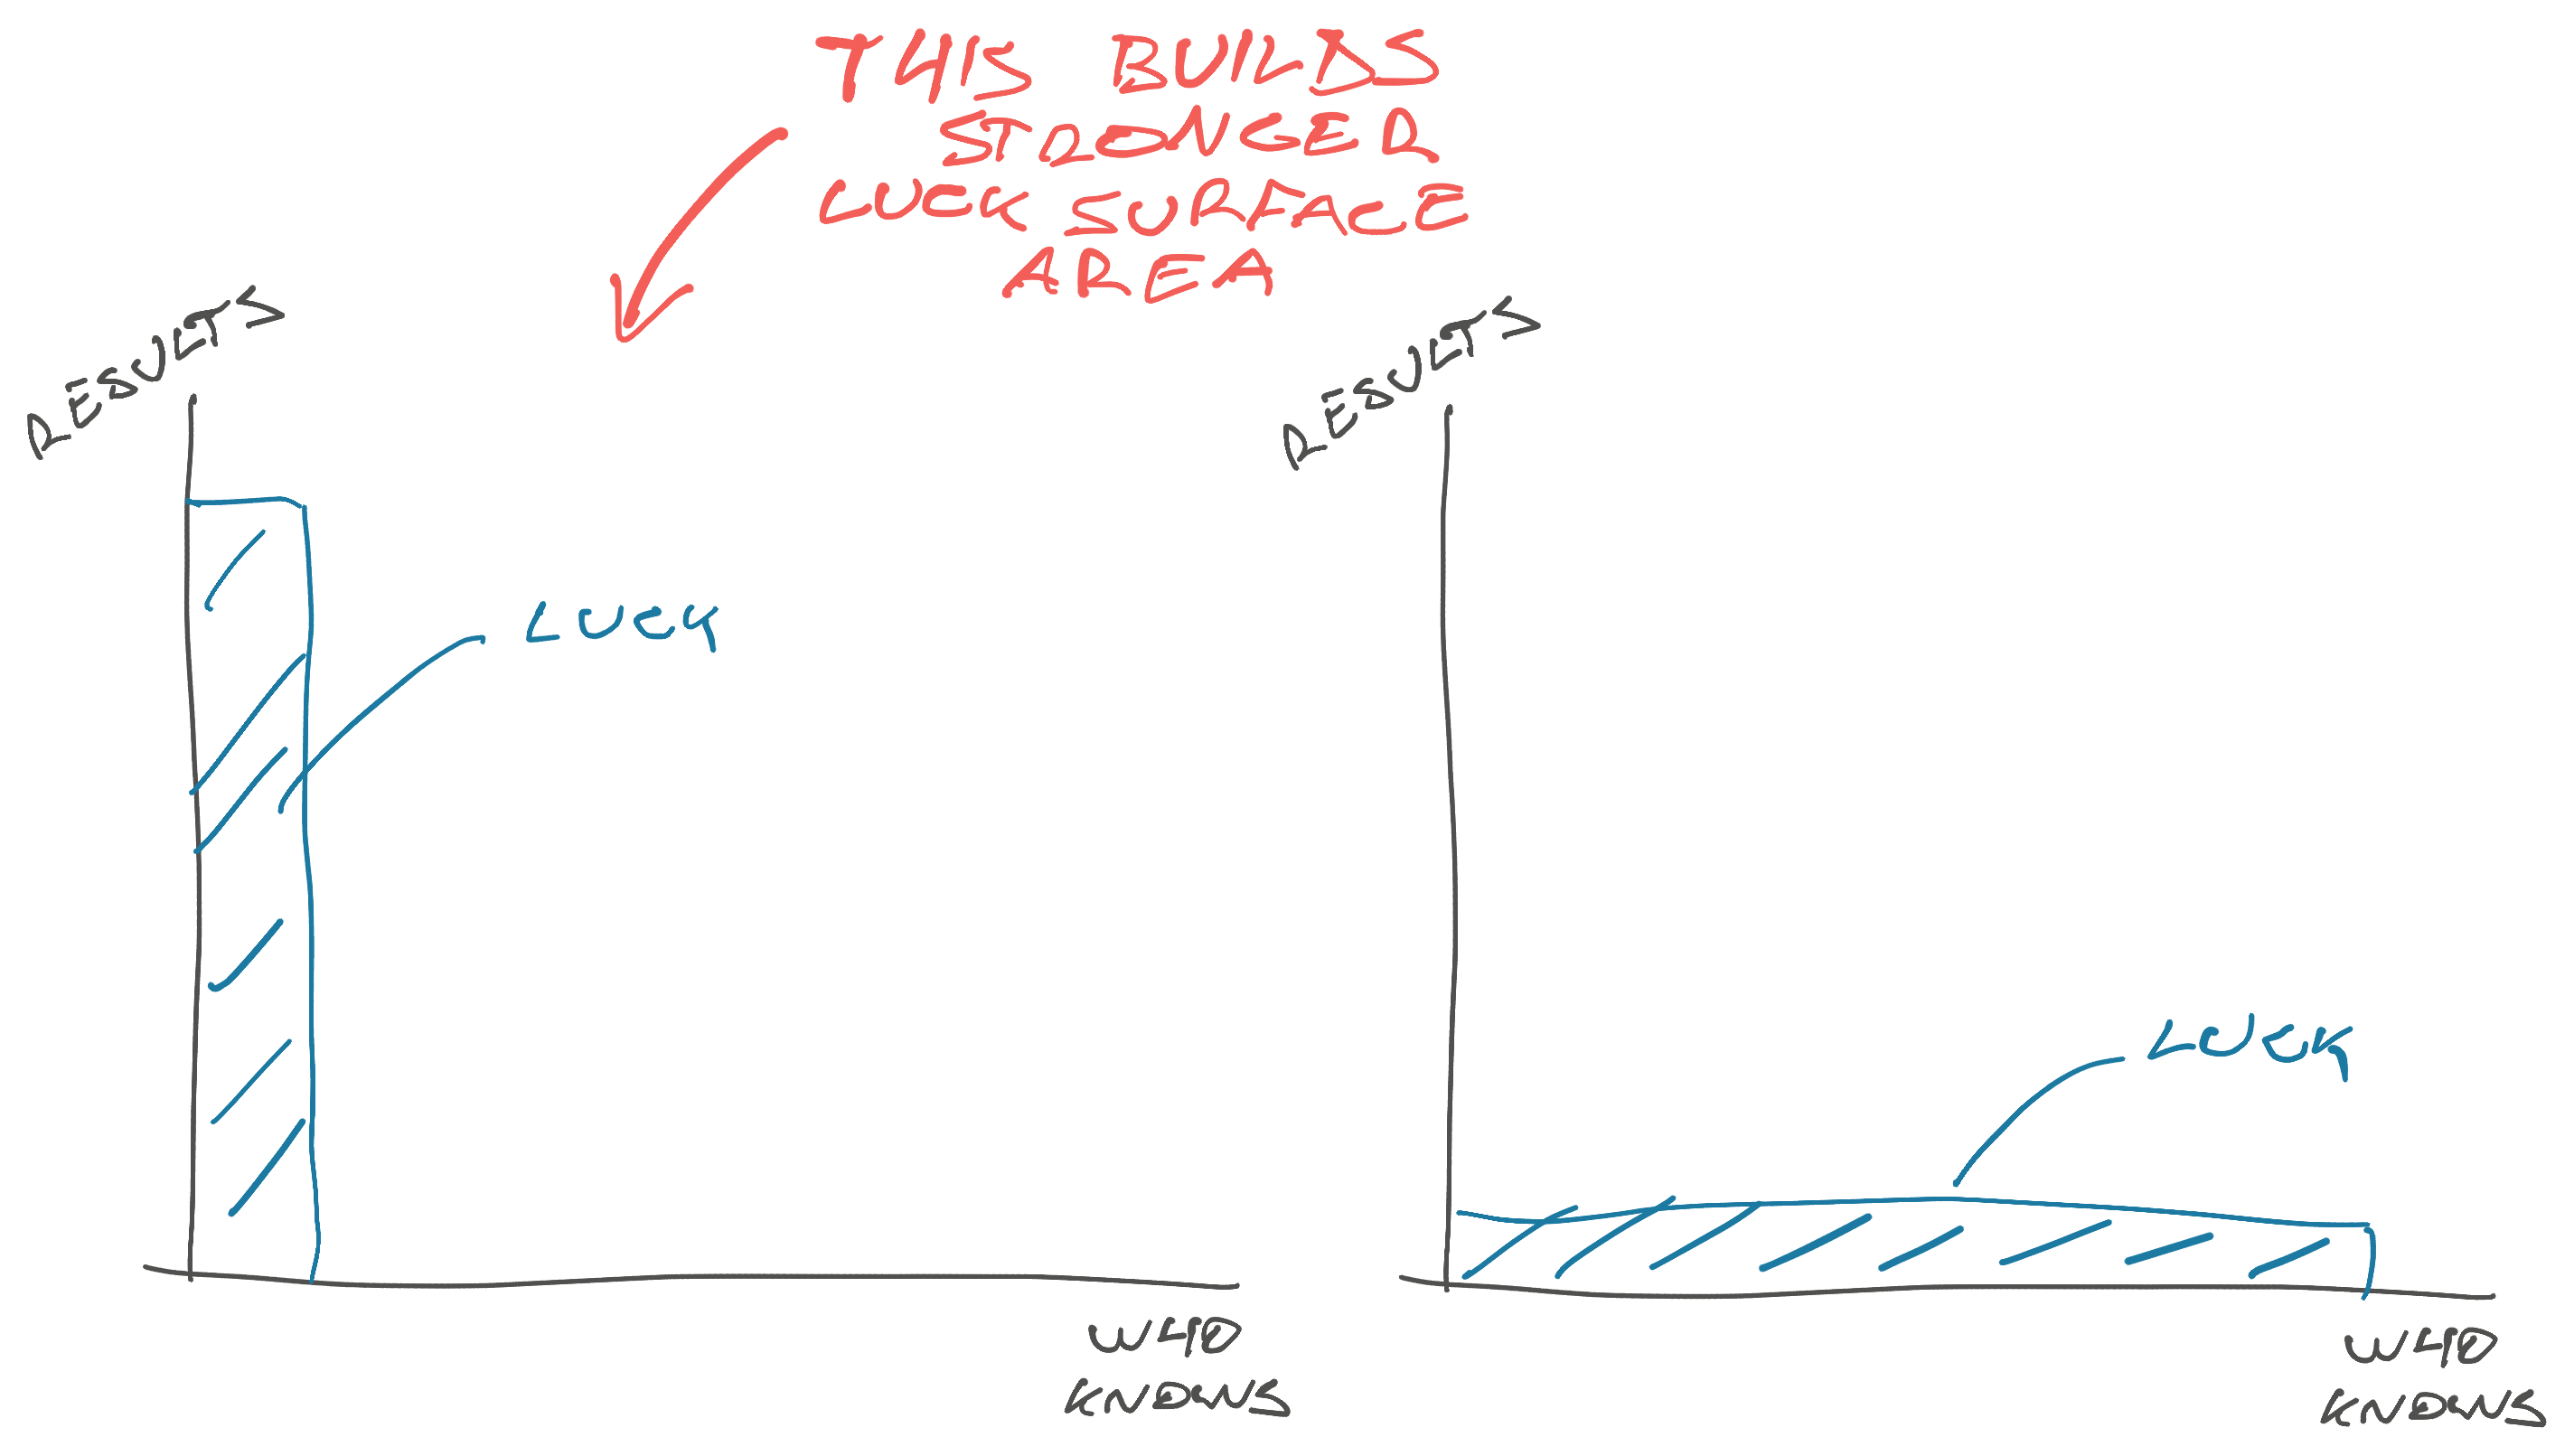 THIS BUILDS
STRONGER
LUCK SURFACE
AREA
RESULTS
LUCK
WHO
KNOWS
RESULTS
LUCK
WHO
KNOWS